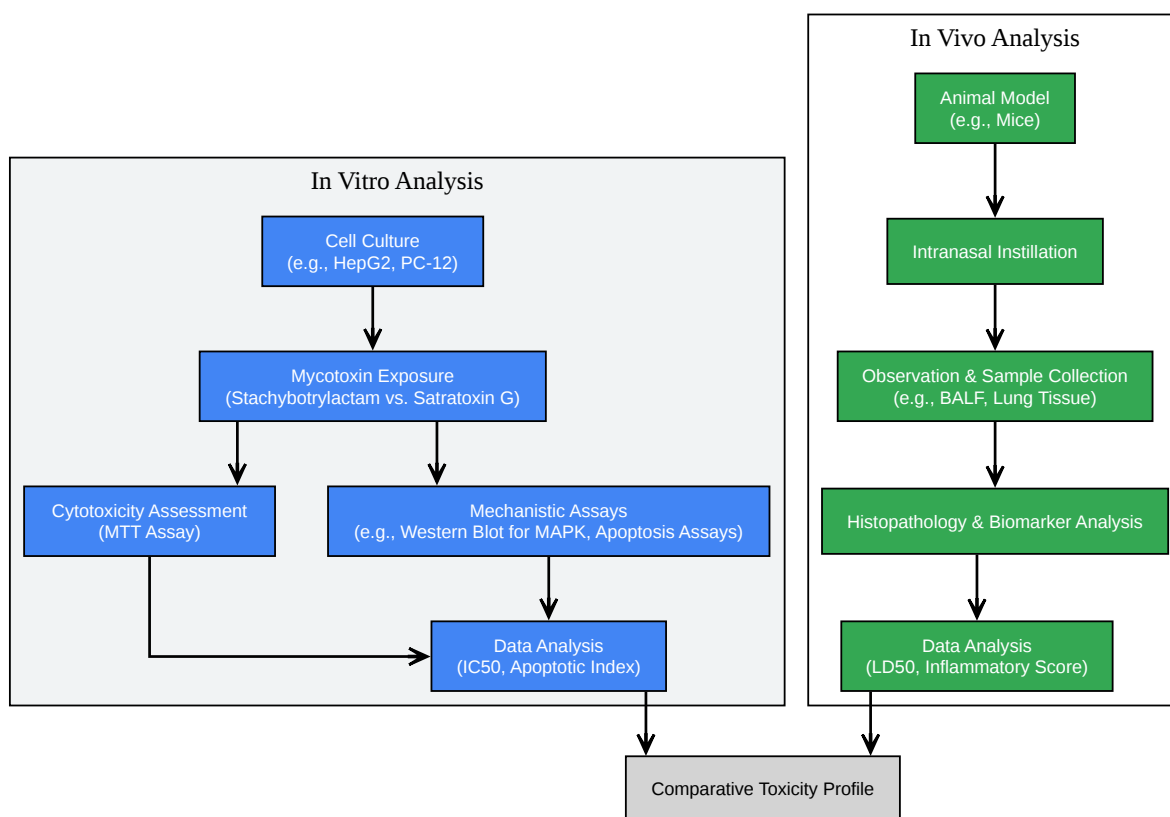 In Vitro Analysis
Cell Culture
(e.g., HepG2, PC-12)
Mycotoxin Exposure
(Stachybotrylactam vs. Satratoxin G)
Cytotoxicity Assessment
(MTT Assay)
Mechanistic Assays
(e.g., Western Blot for MAPK, Apoptosis Assays)
Data Analysis
(IC50, Apoptotic Index)
In Vivo Analysis
Animal Model
(e.g., Mice)
Intranasal Instillation
Observation & Sample Collection
(e.g., BALF, Lung Tissue)
Histopathology & Biomarker Analysis
Data Analysis
(LD50, Inflammatory Score)
Comparative Toxicity Profile